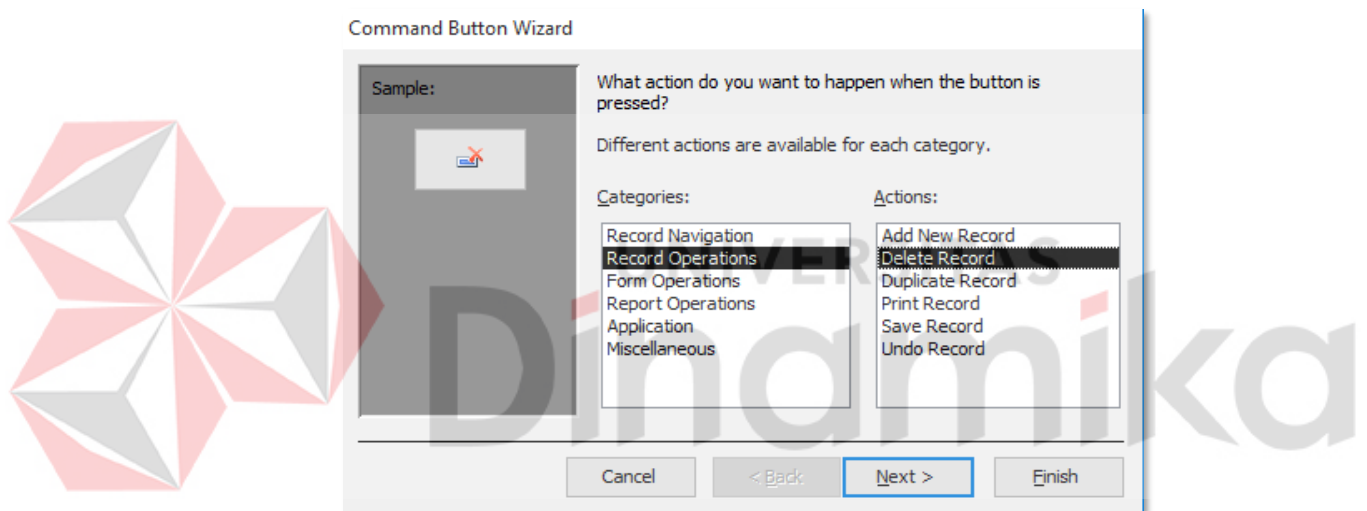 Command Button Wizard
Sample:
What action do you want to happen when the button is
pressed?
Different actions are available for each category.
Categories:
Record Navigation
Record Operations
Form Operations
Report Operations
Application
Miscellaneous
Actions:
Add New Record
Delete Record
Duplicate Record
Print Record
Save Record
Undo Record
UNIVERSITAS
Dinamika
Cancel
< Back
Next >
Finish